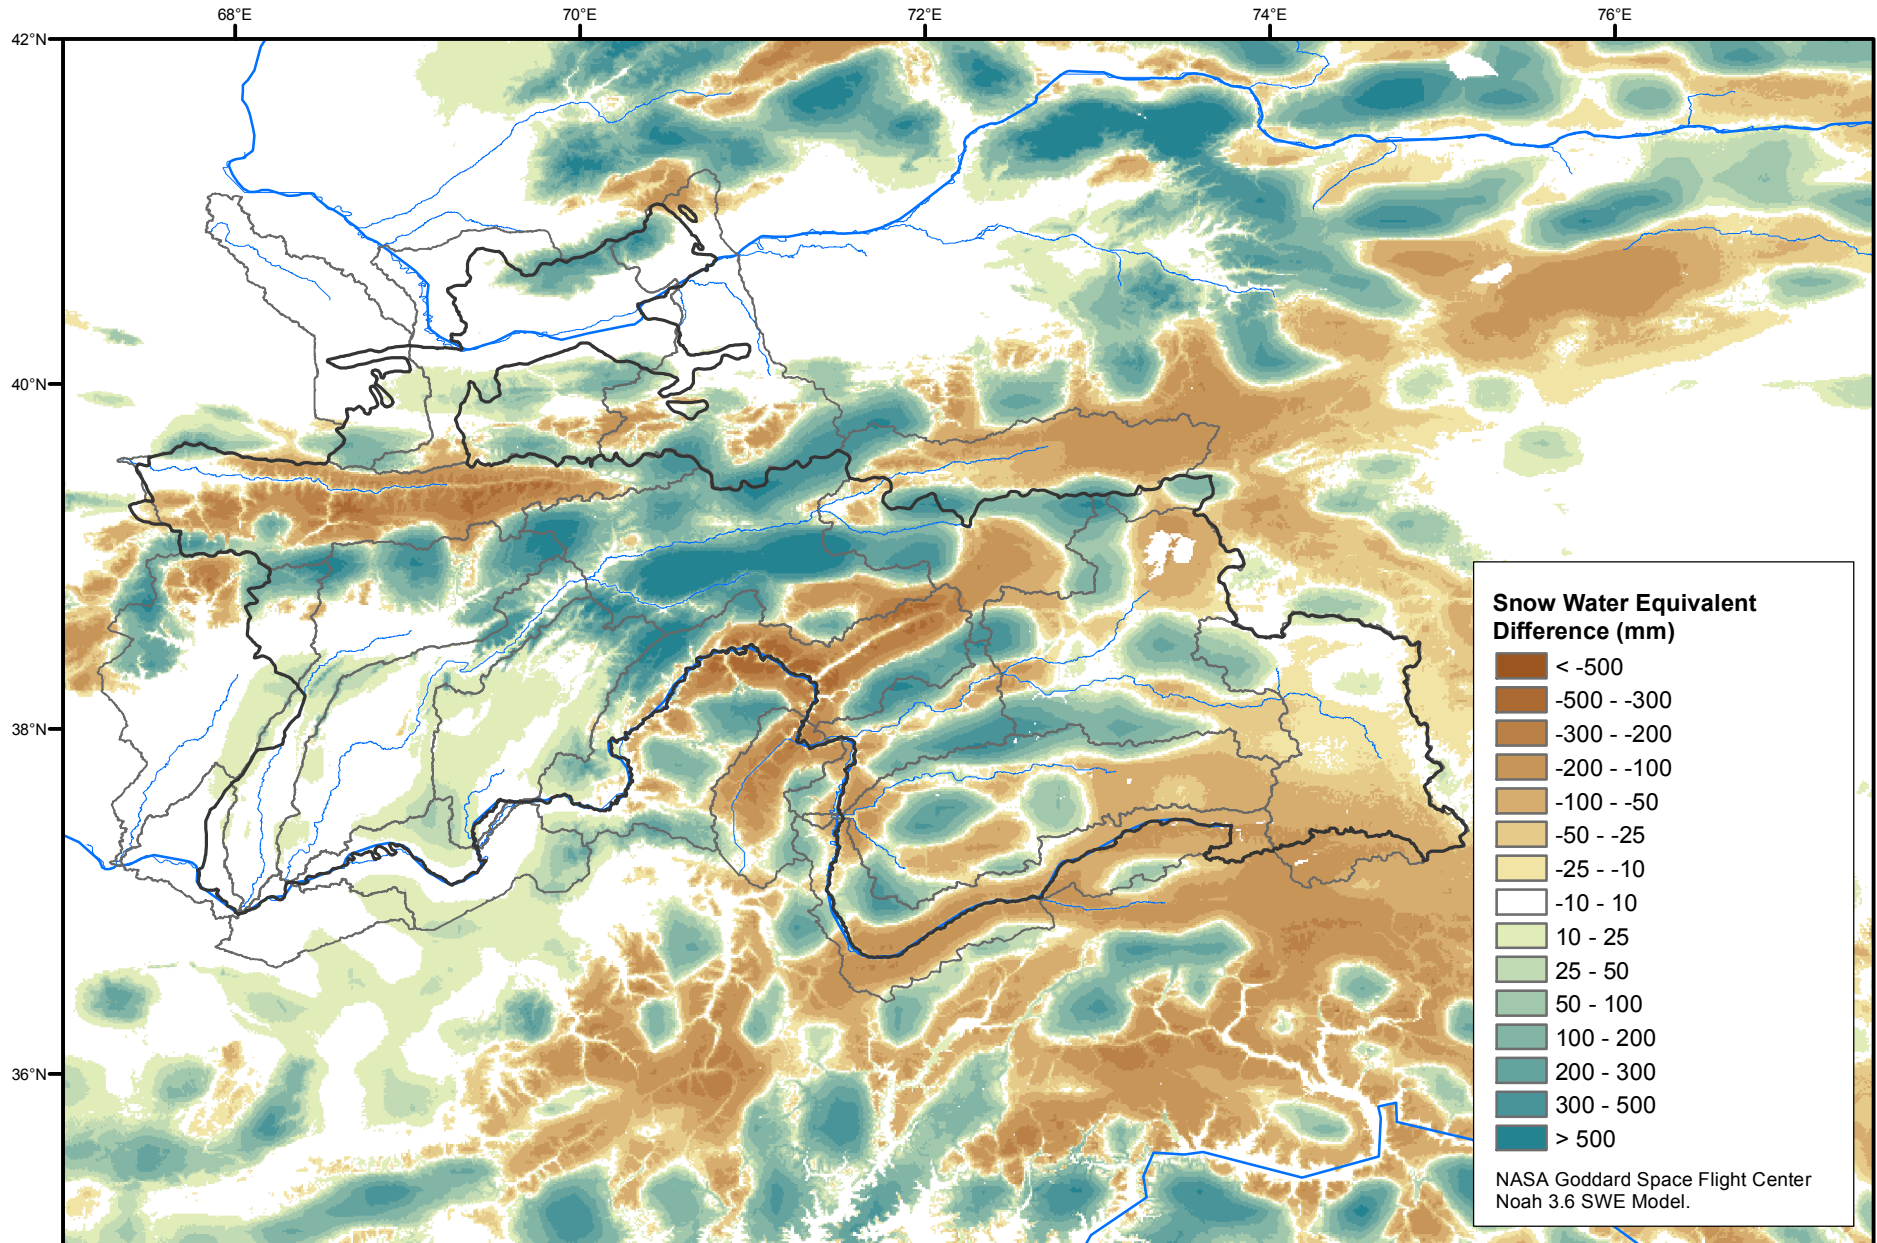 68°E
70°E
72°E
74°E
76°E
42°N
40°N
38°N
36°N
Snow Water Equivalent
Difference (mm)
< -500
-500 - -300
-300 - -200
-200 - -100
-100 - -50
-50 - -25
-25 - -10
-10 - 10
10 - 25
25 - 50
50 - 100
100 - 200
200 - 300
300 - 500
> 500
NASA Goddard Space Flight Center
Noah 3.6 SWE Model.